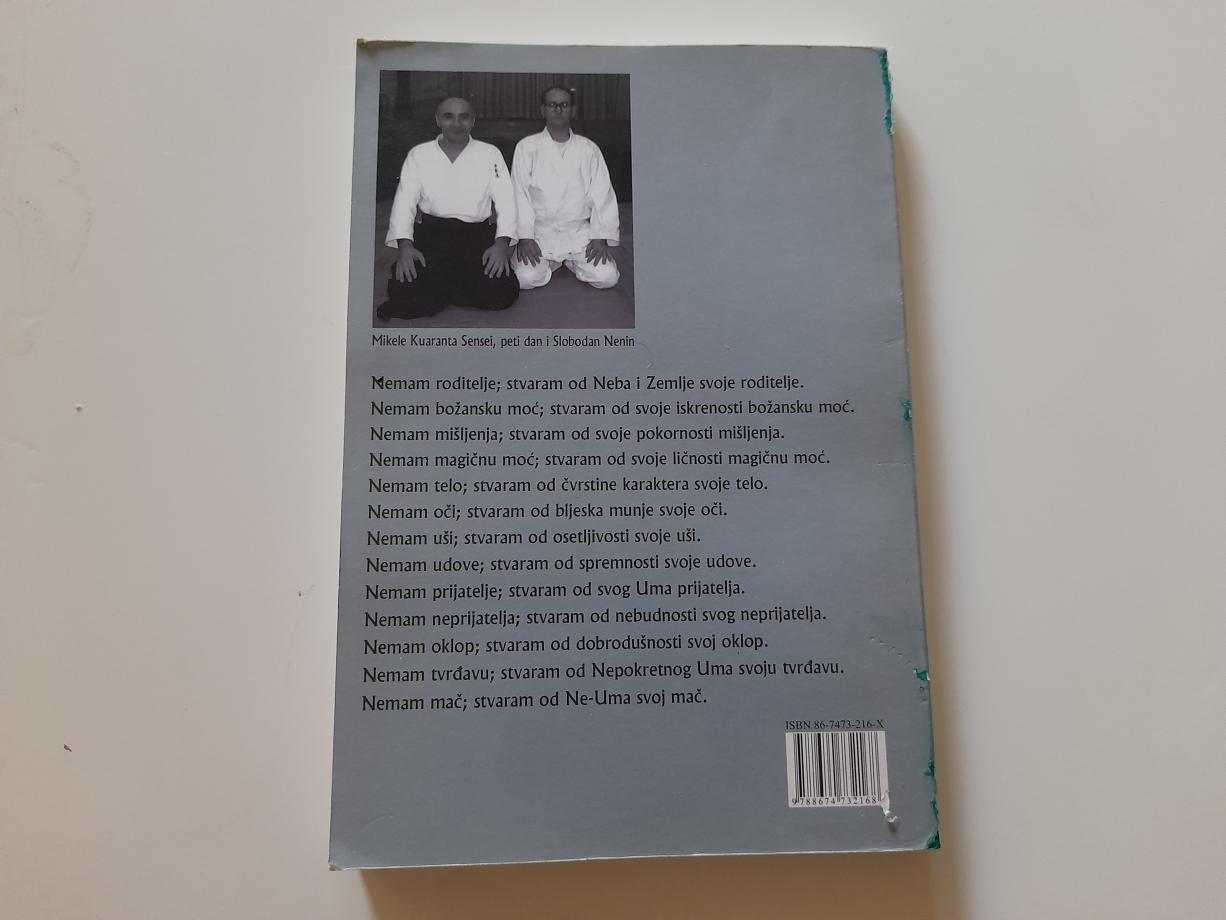 Mikele Kuaranta Sensei, peti dan i Slobodan Nenin
Nemam roditelje; stvaram od Neba i Zemlje svoje roditelje.
Nemam božansku moć; stvaram od svoje iskrenosti božansku moć.
Nemam mišljenja; stvaram od svoje pokornosti mišljenja.
Nemam magičnu moć; stvaram od svoje ličnosti magičnu moć.
Nemam telo; stvaram od čvrstine karaktera svoje telo.
Nemam oči; stvaram od bljeska munje svoje oči.
Nemam uši; stvaram od osetljivosti svoje uši.
Nemam udove; stvaram od spremnosti svoje udove.
Nemam prijatelje; stvaram od svog Uma prijatelja.
Nemam neprijatelja; stvaram od nebudnosti svog neprijatelja.
Nemam oklop; stvaram od dobrodušnosti svoj oklop.
Nemam tvrđavu; stvaram od Nepokretnog Uma svoju tvrđavu.
Nemam mač; stvaram od Ne-Uma svoj mač.
ISBN 86-7473-216-X
9 788674 732168